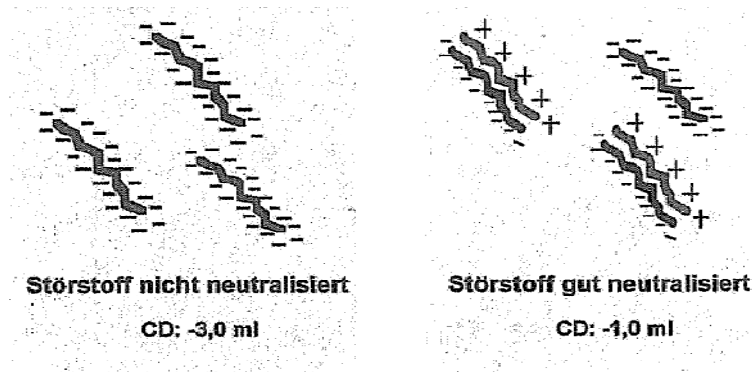 Störstoff nicht neutralisiert
CD: -3,0 ml
Störstoff gut neutralisiert
CD: -1,0 ml